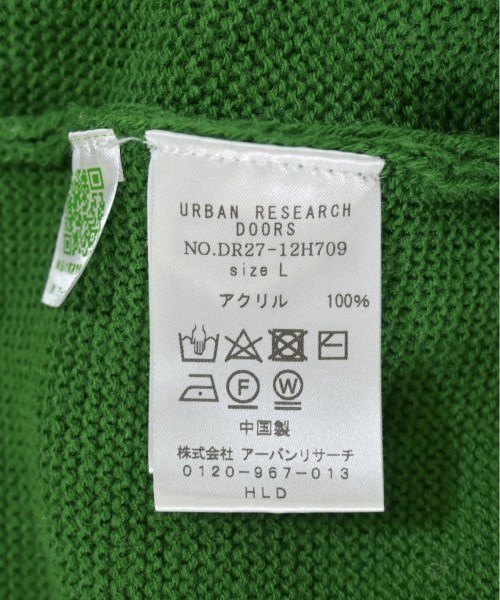 URBAN RESEARCH
DOORS
NO.DR27-12H709
size L
アクリル 100%
F W
中国製
株式会社 アーバンリサーチ
0120-967-013
HLD